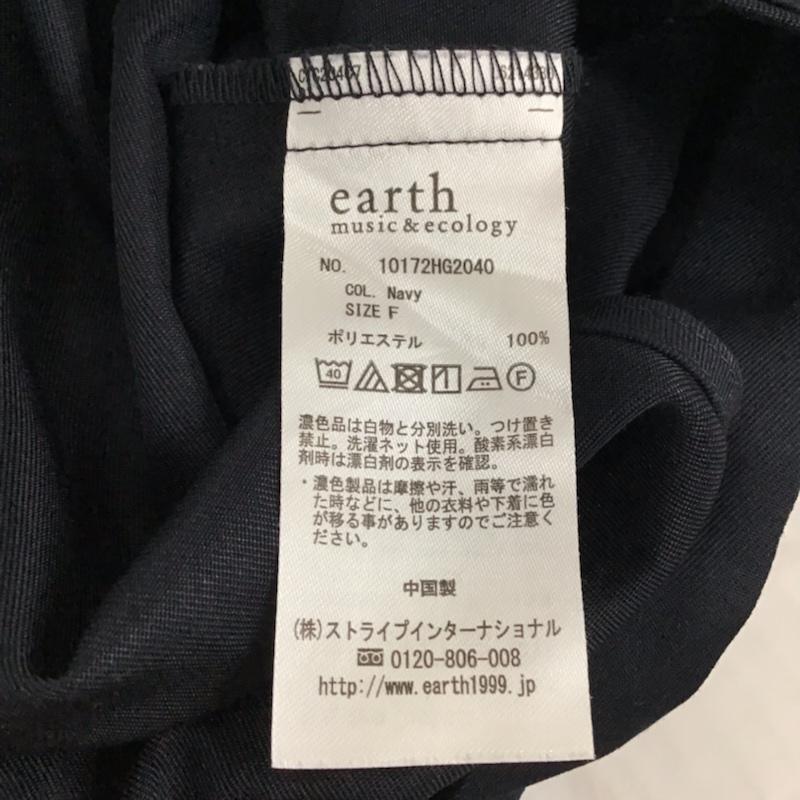 earth
music&ecology
NO. 10172HG2040
COL. Navy
SIZE F
ポリエステル 100%
40 F
濃色品は白物と分別洗い。つけ置き
禁止。洗濯ネット使用。酸素系漂白
剤時は漂白剤の表示を確認。
・濃色製品は摩擦や汗、雨等で濡れ
た時などに、他の衣料や下着に色
が移る事がありますのでご注意く
ださい。
中国製
(株)ストライプインターナショナル
0120-806-008
http://www.earth1999.jp